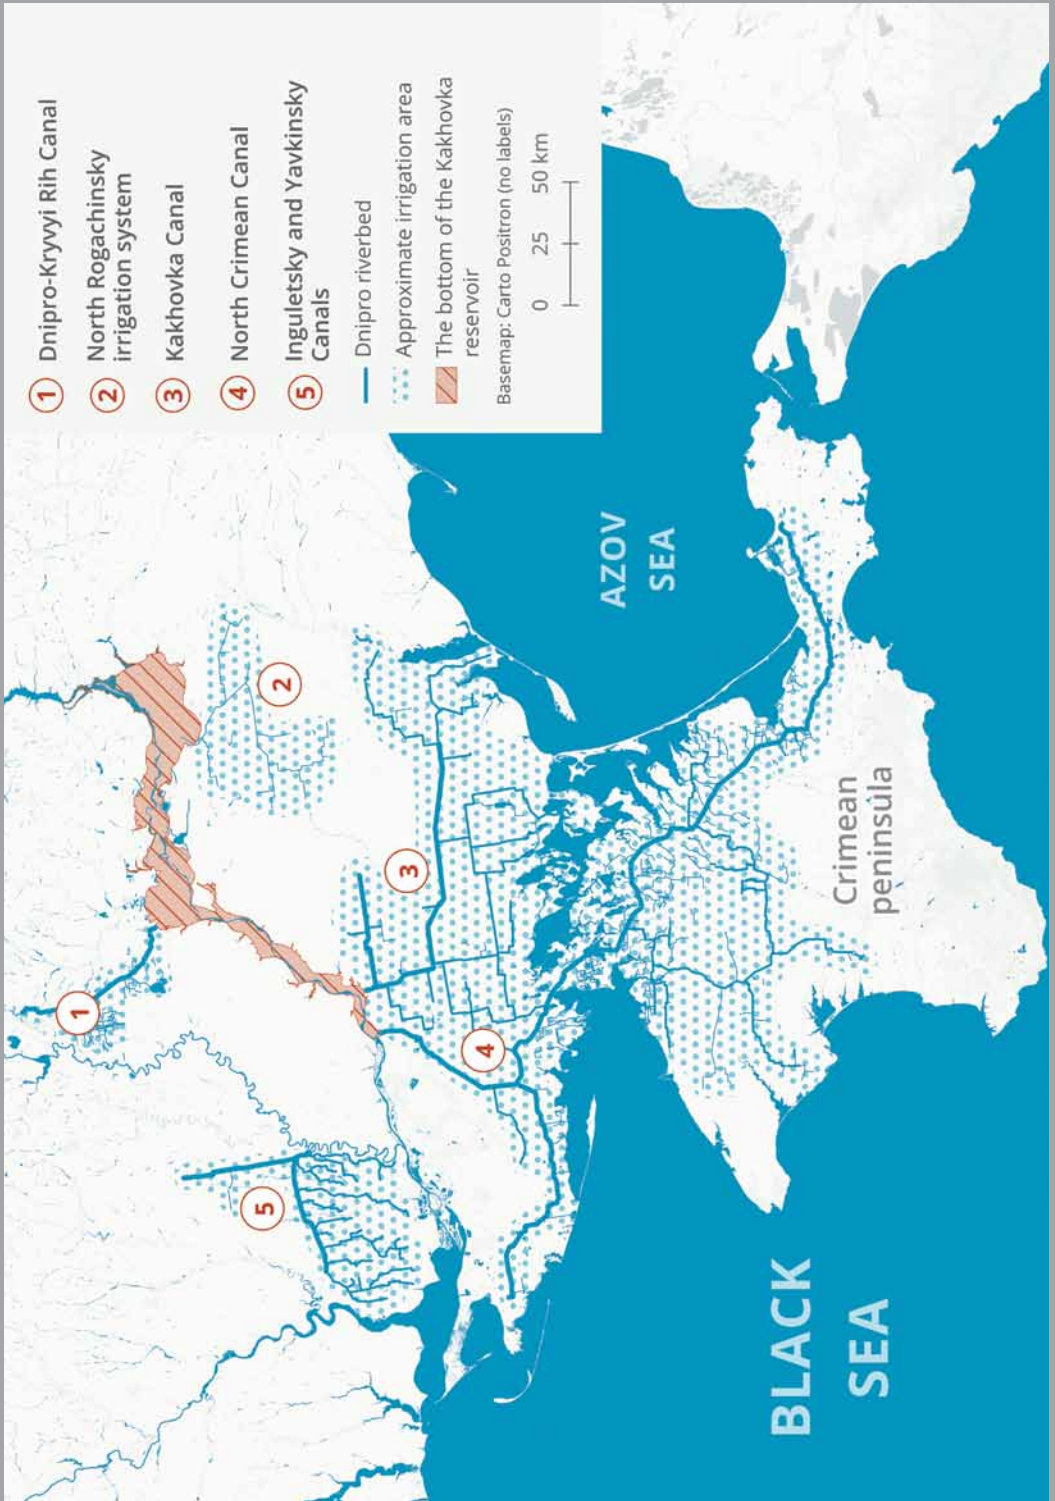 1 Dnipro-Kryvyi Rih Canal
2 North Rogachinsky
irrigation system
3 Kakhovka Canal
4 North Crimean Canal
5 Inguletsky and Yavkinsky
Canals
Dnipro riverbed
Approximate irrigation area
The bottom of the Kakhovka
reservoir
Basemap: Carto Positron (no labels)
0 25 50 km
1
2
3
4
5
AZOV
SEA
Crimean
peninsula
BLACK
SEA